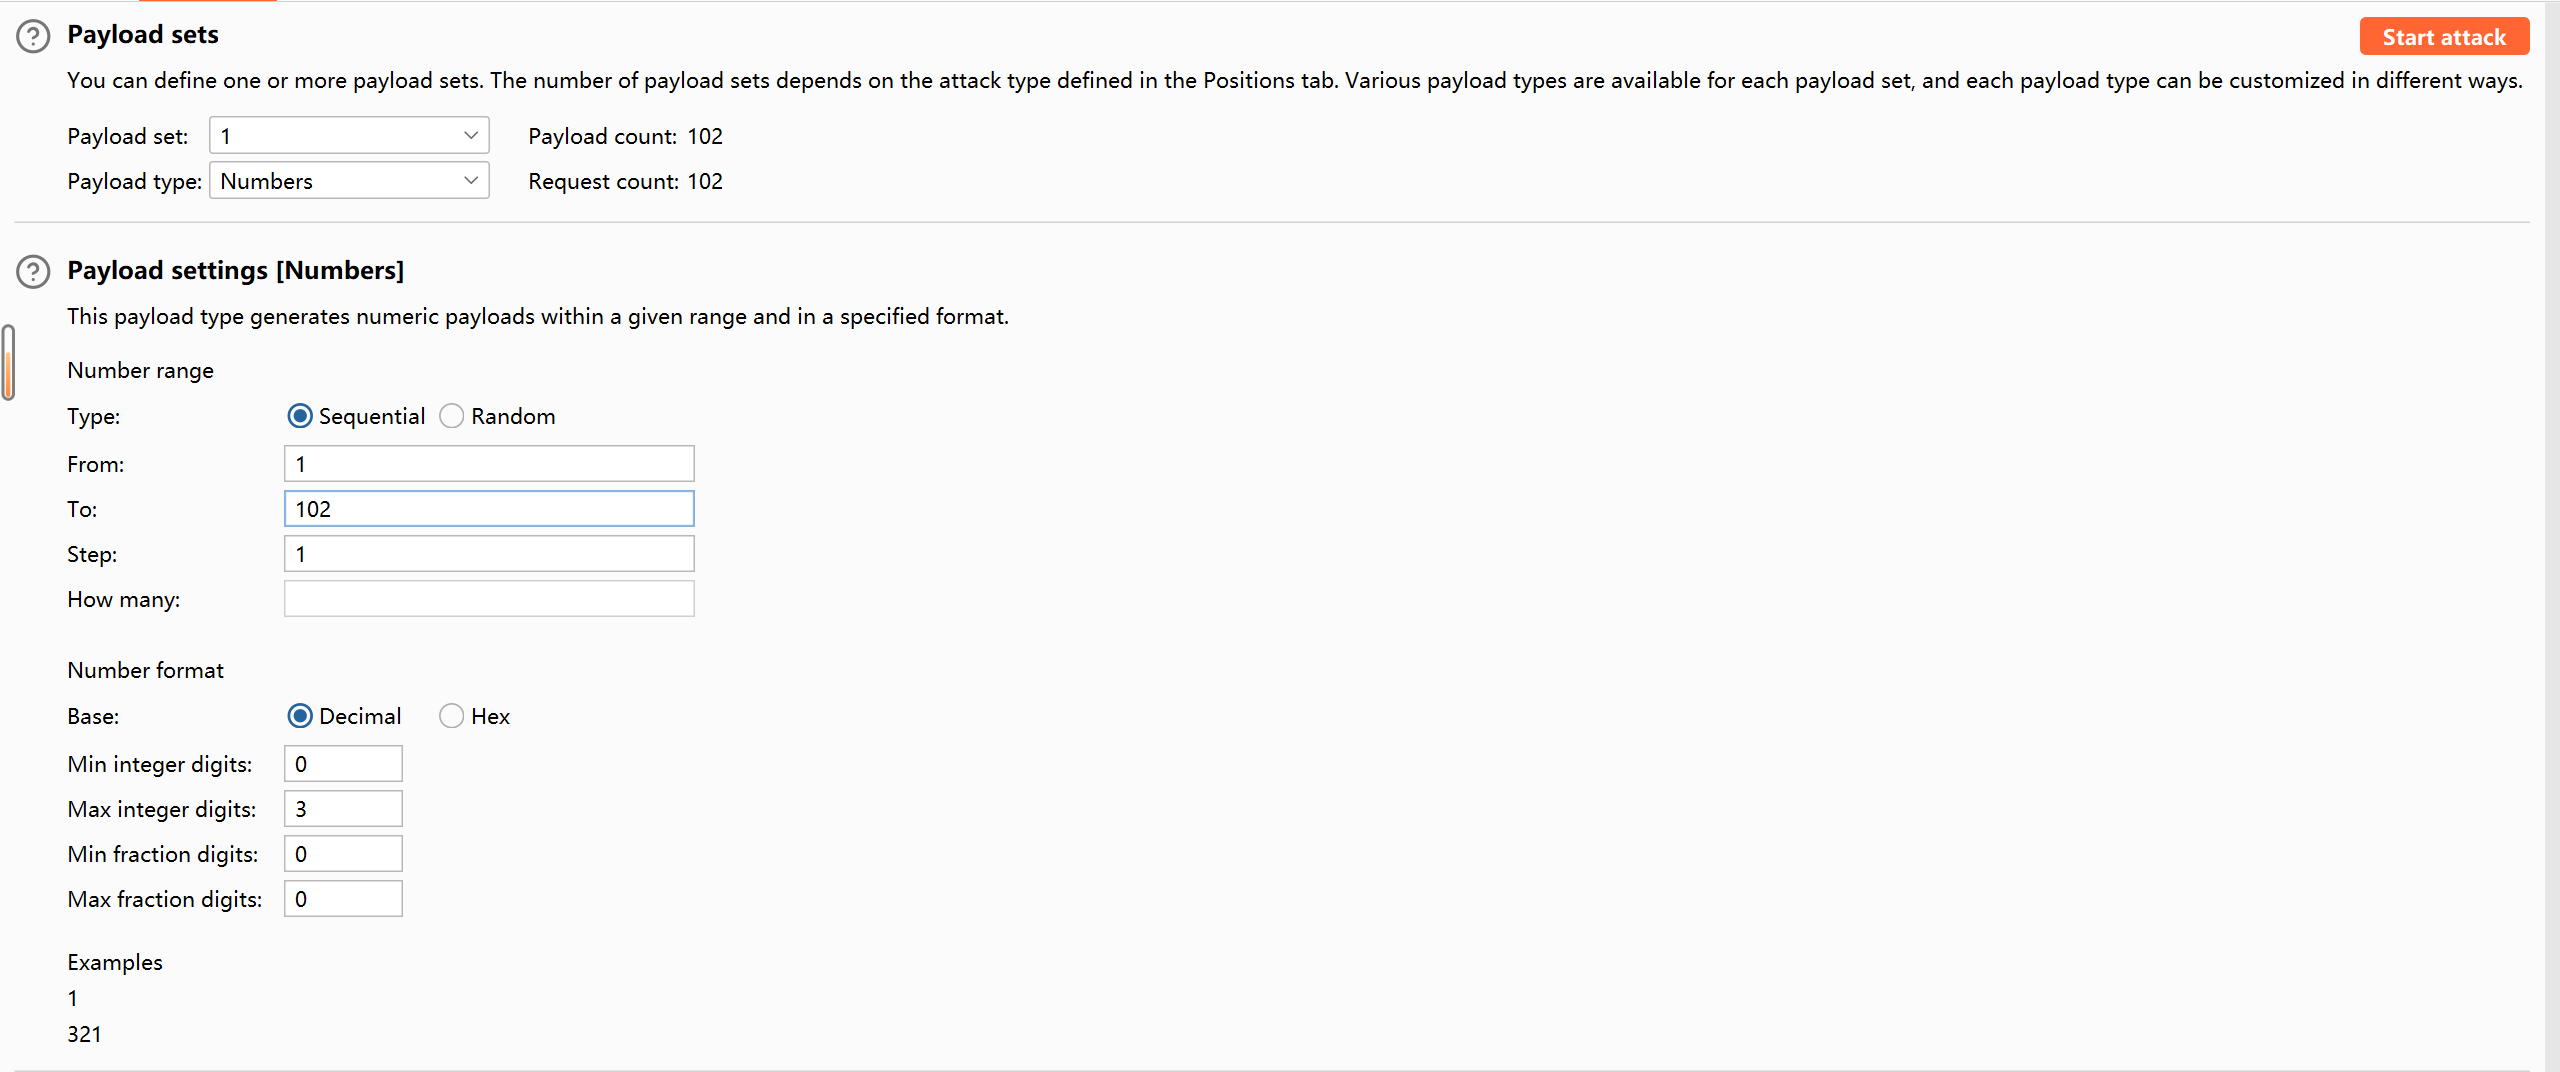 Payload sets
Start attack
You can define one or more payload sets. The number of payload sets depends on the attack type defined in the Positions tab. Various payload types are available for each payload set, and each payload type can be customized in different ways.
Payload set: 1 Payload count: 102
Payload type: Numbers Request count: 102
Payload settings [Numbers]
This payload type generates numeric payloads within a given range and in a specified format.
Number range
Type: Sequential Random
From: 1
To: 102
Step: 1
How many:
Number format
Base: Decimal Hex
Min integer digits: 0
Max integer digits: 3
Min fraction digits: 0
Max fraction digits: 0
Examples
1
321